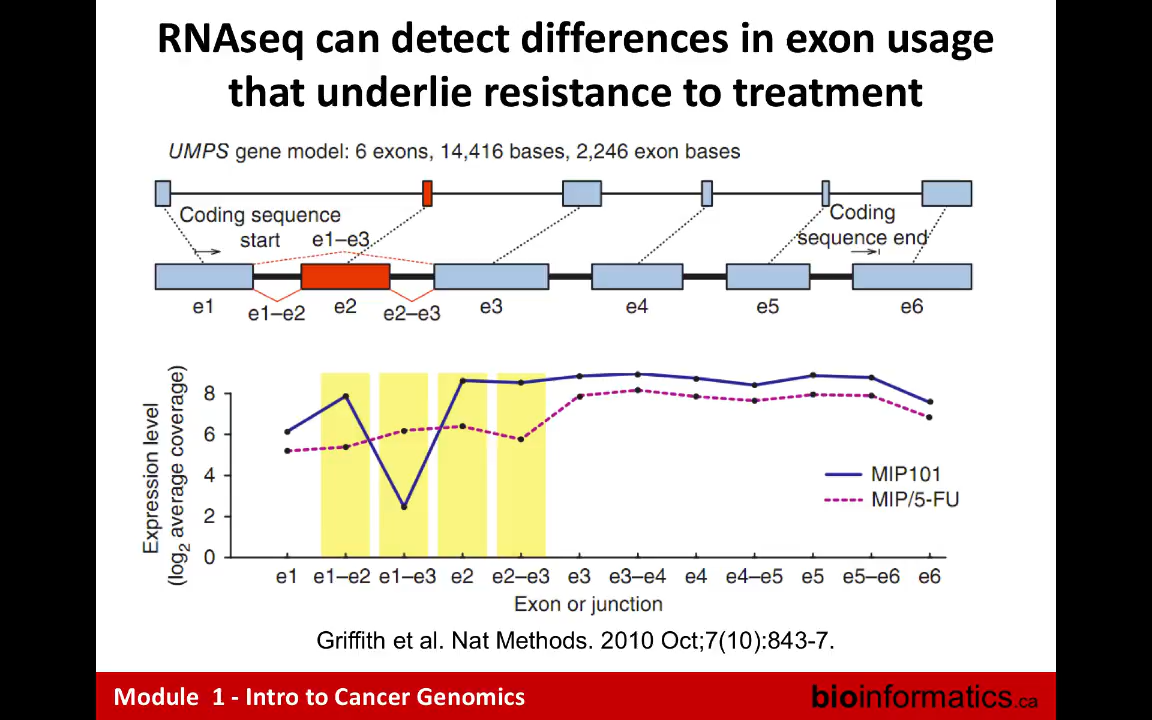 RNAseq can detect differences in exon usage
that underlie resistance to treatment
UMPS gene model: 6 exons, 14,416 bases, 2,246 exon bases
Coding sequence
start
e1–e3
Coding
sequence end
e1
e1–e2
e2
e2–e3
e3
e4
e5
e6
Expression level
(log2 average coverage)
8
6
4
2
0
MIP101
MIP/5-FU
e1 e1–e2 e1–e3 e2 e2–e3 e3 e3–e4 e4 e4–e5 e5 e5–e6 e6
Exon or junction
Griffith et al. Nat Methods. 2010 Oct;7(10):843-7.
Module 1 - Intro to Cancer Genomics
bioinformatics.ca